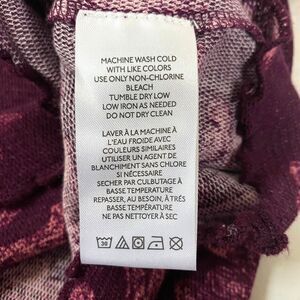 MACHINE WASH COLD
WITH LIKE COLORS
USE ONLY NON-CHLORINE
BLEACH
TUMBLE DRY LOW
LOW IRON AS NEEDED
DO NOT DRY CLEAN
LAVER À LA MACHINE À
L'EAU FROIDE AVEC
COULEURS SIMILAIRES
UTILISER UN AGENT DE
BLANCHIMENT SANS CHLORE
SI NÉCESSAIRE
SECHER PAR CULBUTAGE À
BASSE TEMPERATURE
REPASSER, AU BESOIN, À TRÈS
BASSE TEMPÉRATURE
NE PAS NETTOYER À SEC
30